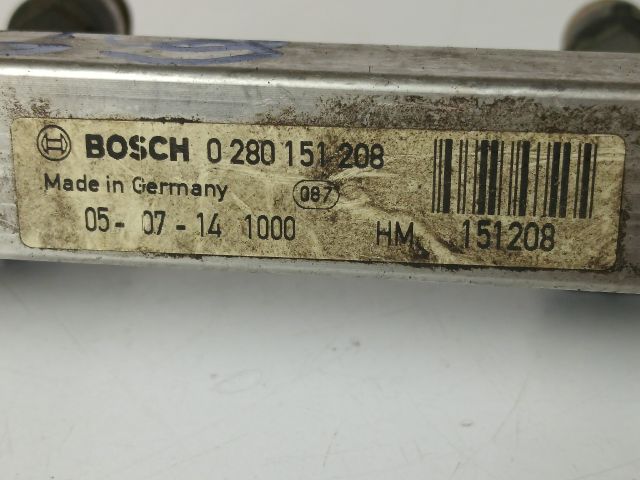 BOSCH 0 280 151 208
Made in Germany 087
05-07-14 1000 HM 151208